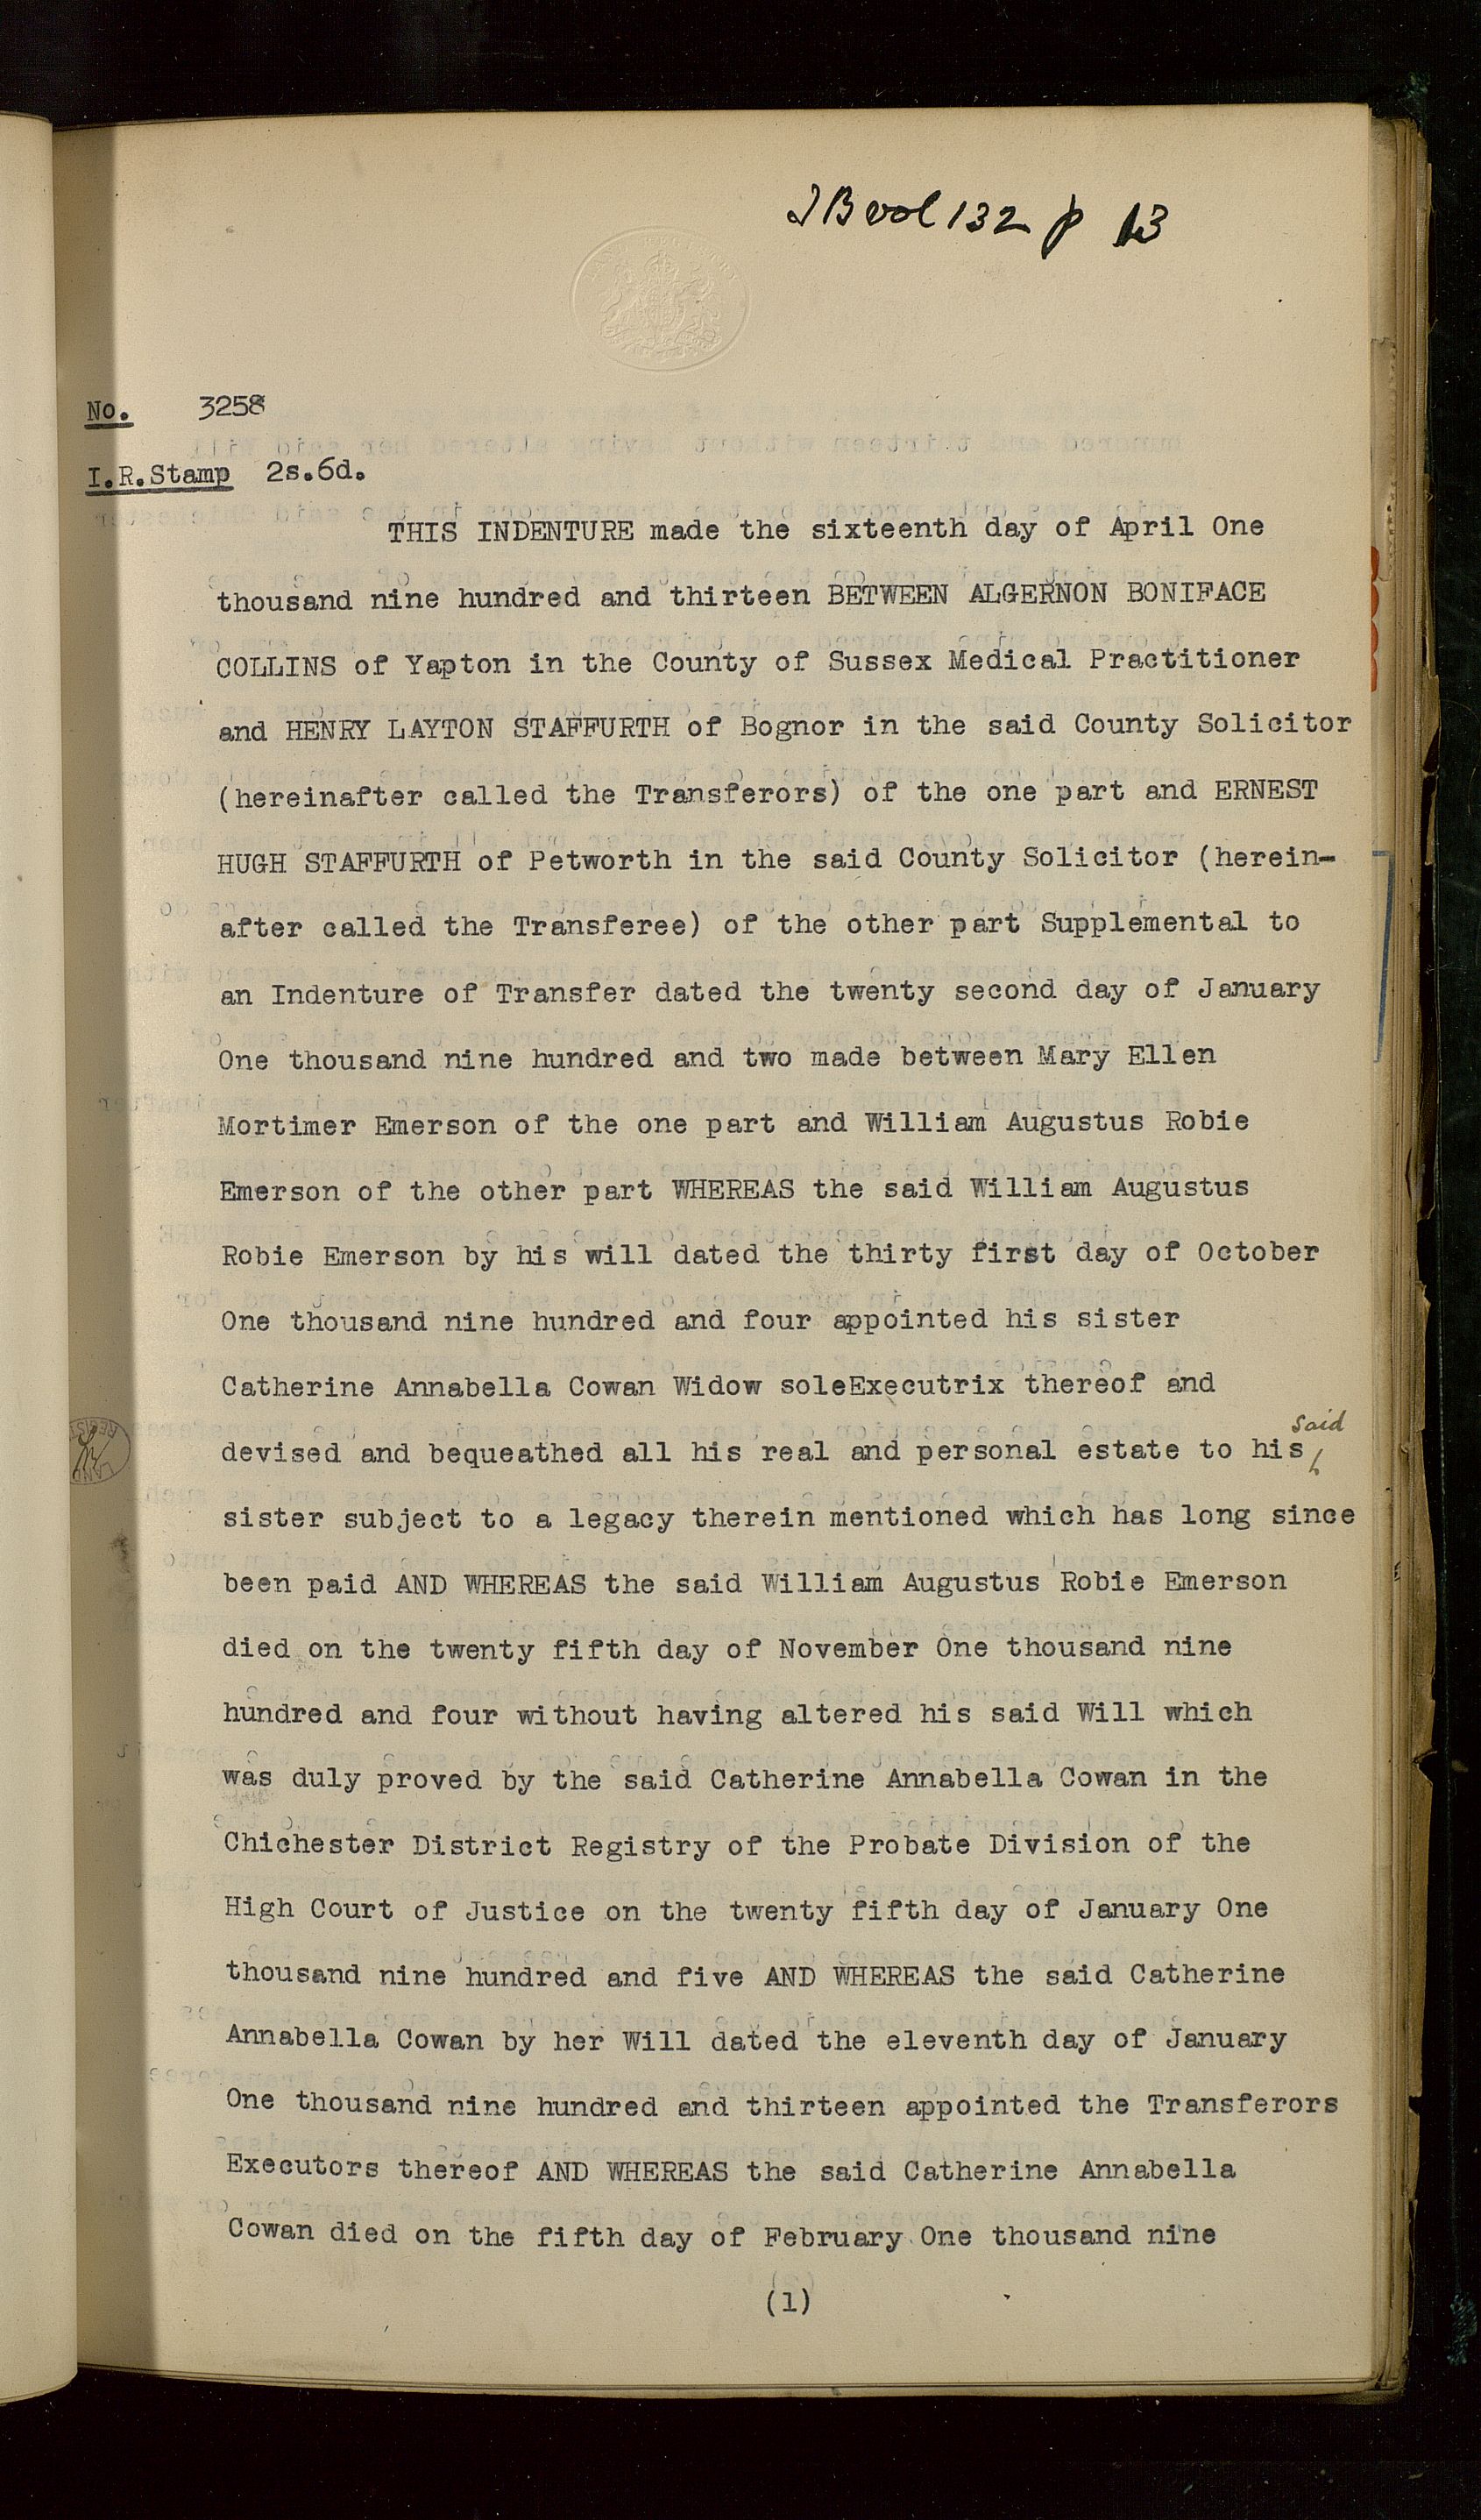 IB vol 132 p 13
No. 3258
I.R.Stamp 2s.6d.
THIS INDENTURE made the sixteenth day of April One
thousand nine hundred and thirteen BETWEEN ALGERNON BONIFACE
COLLINS of Yapton in the County of Sussex Medical Practitioner
and HENRY LAYTON STAFFURTH of Bognor in the said County Solicitor
(hereinafter called the Transferors) of the one part and ERNEST
HUGH STAFFURTH of Petworth in the said County Solicitor (herein-
after called the Transferee) of the other part Supplemental to
an Indenture of Transfer dated the twenty second day of January
One thousand nine hundred and two made between Mary Ellen
Mortimer Emerson of the one part and William Augustus Robie
Emerson of the other part WHEREAS the said William Augustus
Robie Emerson by his will dated the thirty first day of October
One thousand nine hundred and four appointed his sister
Catherine Annabella Cowan Widow soleExecutrix thereof and
devised and bequeathed all his real and personal estate to his said
sister subject to a legacy therein mentioned which has long since
been paid AND WHEREAS the said William Augustus Robie Emerson
died on the twenty fifth day of November One thousand nine
hundred and four without having altered his said Will which
was duly proved by the said Catherine Annabella Cowan in the
Chichester District Registry of the Probate Division of the
High Court of Justice on the twenty fifth day of January One
thousand nine hundred and five AND WHEREAS the said Catherine
Annabella Cowan by her Will dated the eleventh day of January
One thousand nine hundred and thirteen appointed the Transferors
Executors thereof AND WHEREAS the said Catherine Annabella
Cowan died on the fifth day of February One thousand nine
(1)